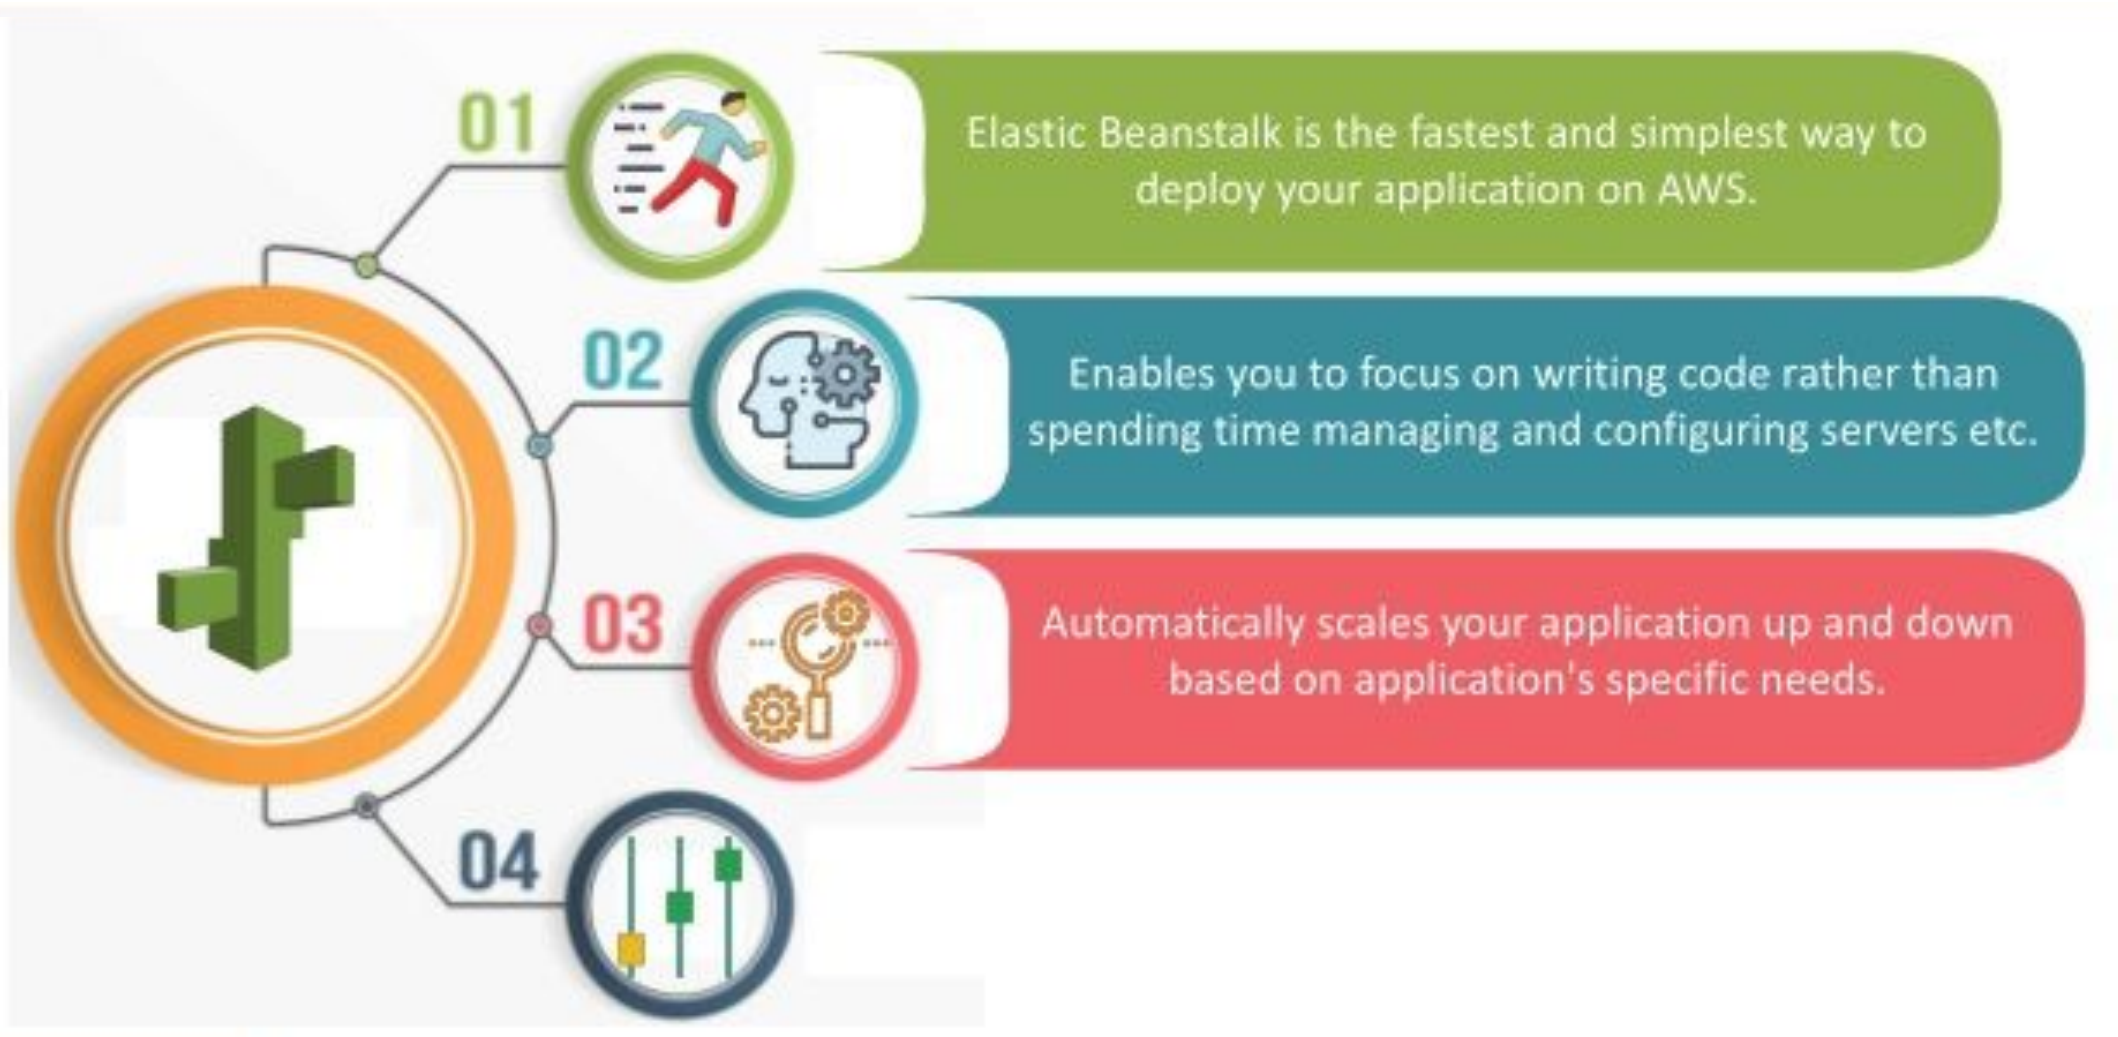 01
Elastic Beanstalk is the fastest and simplest way to
deploy your application on AWS.
02
Enables you to focus on writing code rather than
spending time managing and configuring servers etc.
03
Automatically scales your application up and down
based on application's specific needs.
04